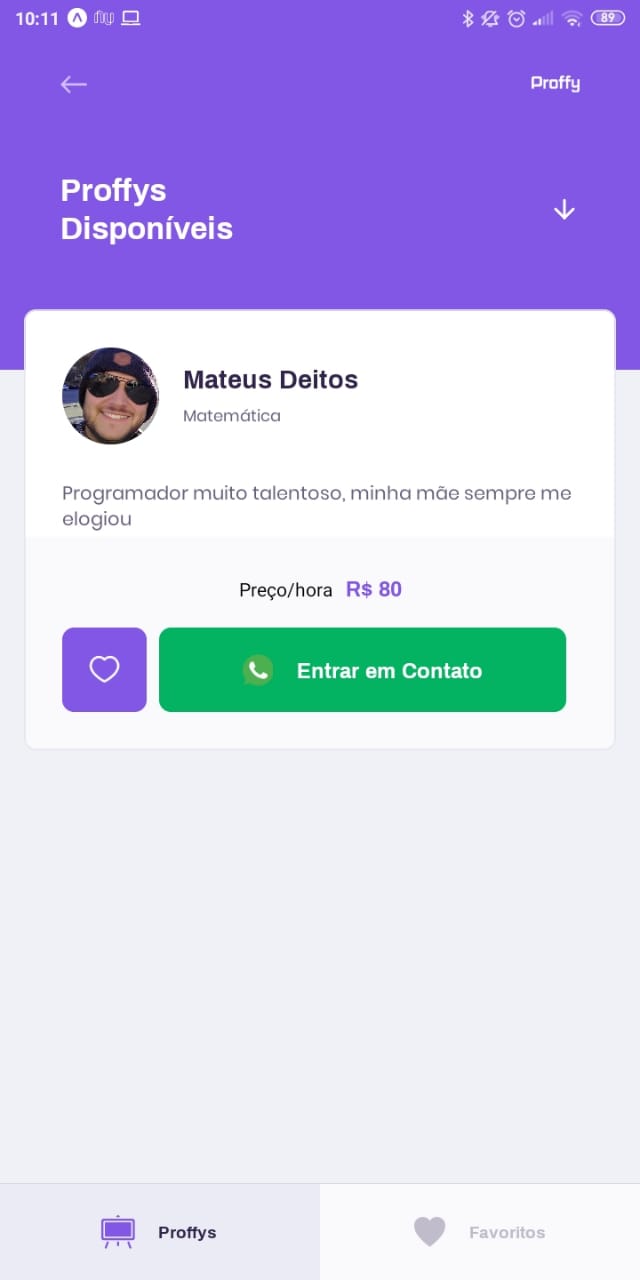 10:11
89
Proffy
Proffys
Disponíveis
Mateus Deitos
Matemática
Programador muito talentoso, minha mãe sempre me
elogiou
Preço/hora R$ 80
Entrar em Contato
Proffys
Favoritos